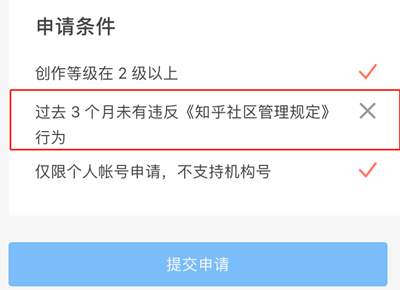 申请条件
创作等级在 2 级以上
过去 3 个月未有违反《知乎社区管理规定》
行为
仅限个人帐号申请，不支持机构号
提交申请